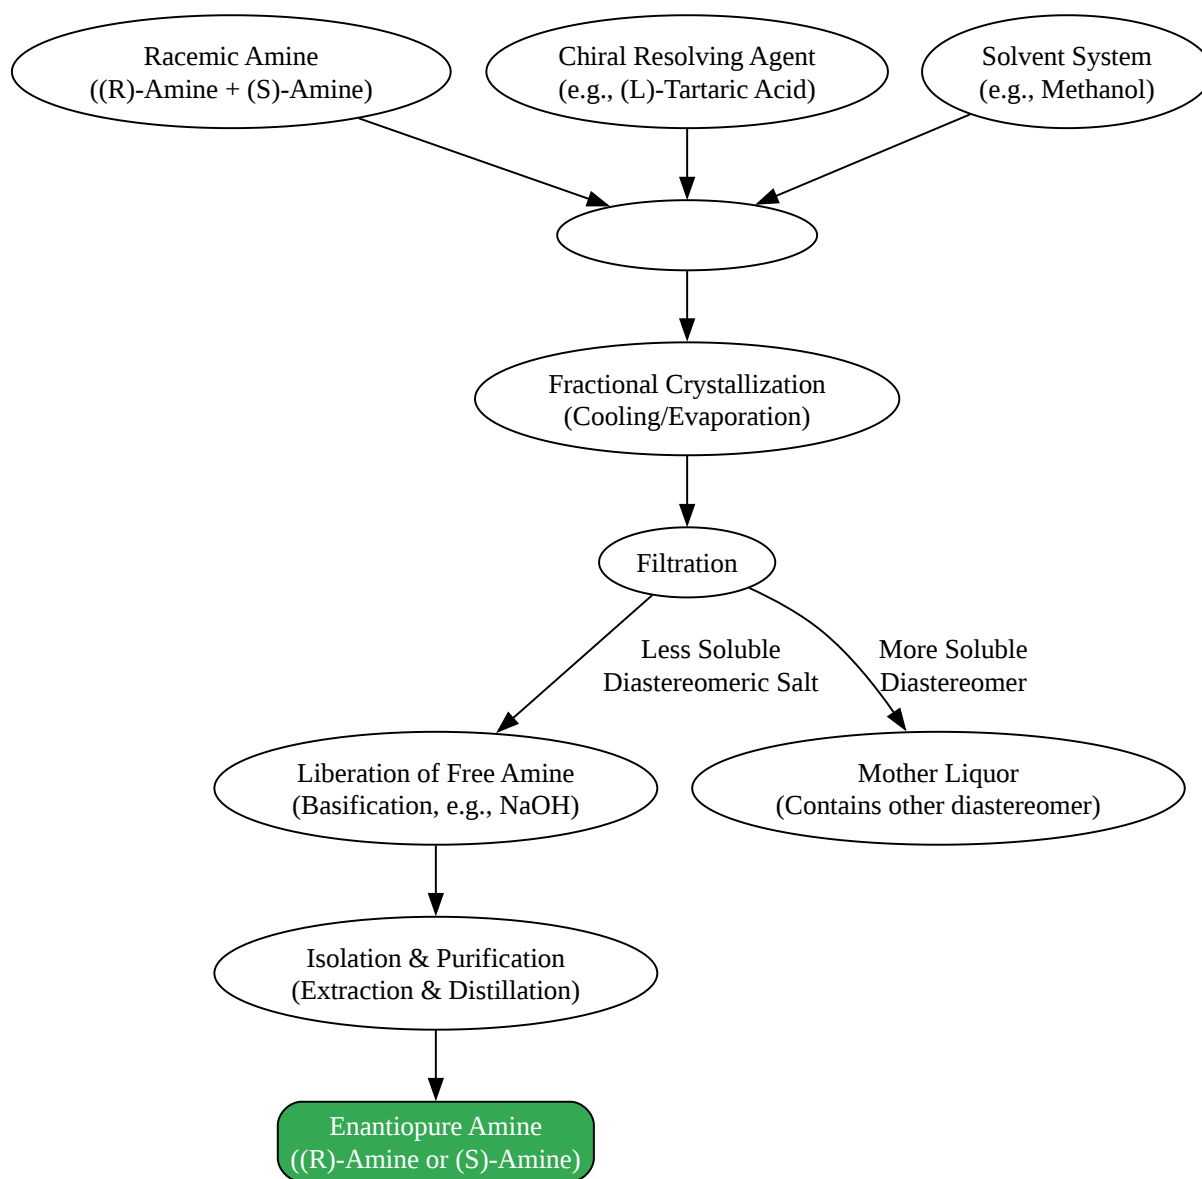 Racemic Amine
((R)-Amine + (S)-Amine)
Chiral Resolving Agent
(e.g., (L)-Tartaric Acid)
Solvent System
(e.g., Methanol)
Fractional Crystallization
(Cooling/Evaporation)
Filtration
Less Soluble
Diastereomeric Salt
More Soluble
Diastereomer
Liberation of Free Amine
(Basification, e.g., NaOH)
Mother Liquor
(Contains other diastereomer)
Isolation & Purification
(Extraction & Distillation)
Enantiopure Amine
((R)-Amine or (S)-Amine)